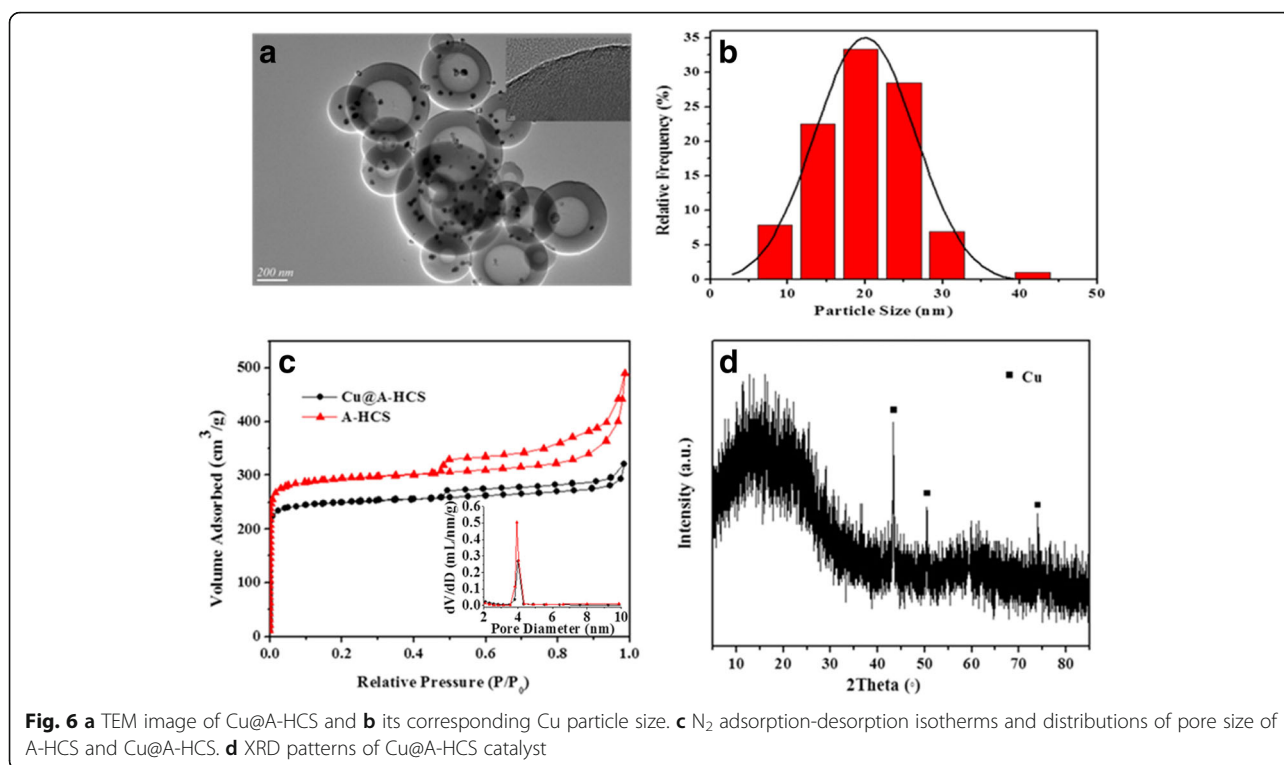 a
200 nm
b
Relative Frequency (%)
35
30
25
20
15
10
5
0
0 10 20 30 40 50
Particle Size (nm)
c
Volume Adsorbed (cm³/g)
500
400
300
200
100
0
Cu@A-HCS
A-HCS
0.0 0.2 0.4 0.6 0.8 1.0
Relative Pressure (P/P₀)
dV/dD (mL/nm/g)
0.6
0.5
0.4
0.3
0.2
0.1
0.0
2 4 6 8 10
Pore Diameter (nm)
d
Cu
Intensity (a.u.)
10 20 30 40 50 60 70 80
2Theta (°)
Fig. 6 a TEM image of Cu@A-HCS and b its corresponding Cu particle size. c N₂ adsorption-desorption isotherms and distributions of pore size of
A-HCS and Cu@A-HCS. d XRD patterns of Cu@A-HCS catalyst